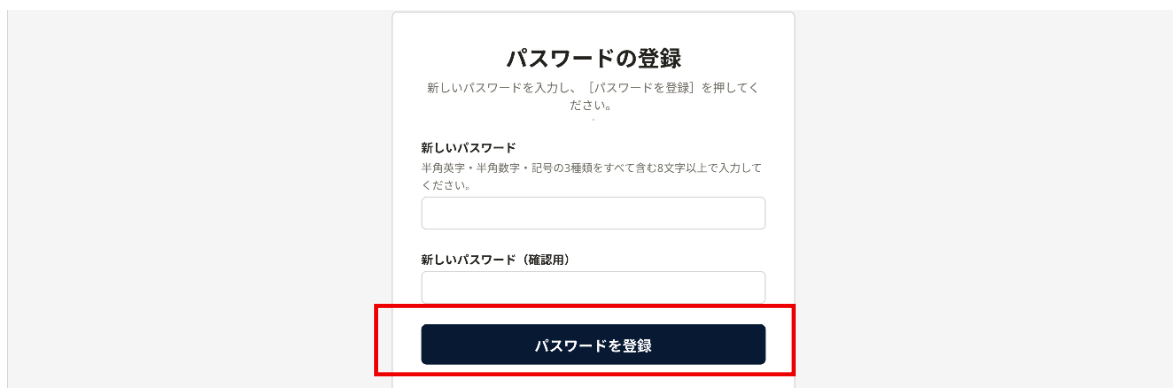 パスワードの登録
新しいパスワードを入力し、［パスワードを登録］を押してく
ださい。
新しいパスワード
半角英字・半角数字・記号の3種類をすべて含む8文字以上で入力して
ください。
新しいパスワード（確認用）
パスワードを登録